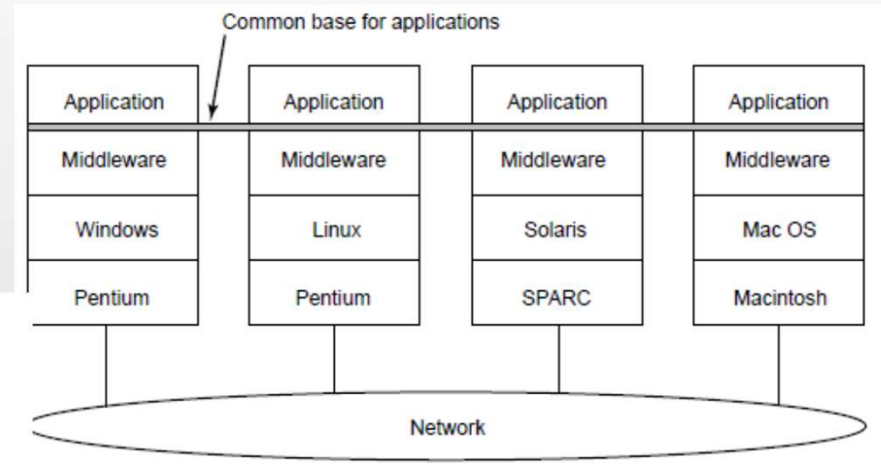 Common base for applications
Application Application Application Application
Middleware Middleware Middleware Middleware
Windows Linux Solaris Mac OS
Pentium Pentium SPARC Macintosh
Network